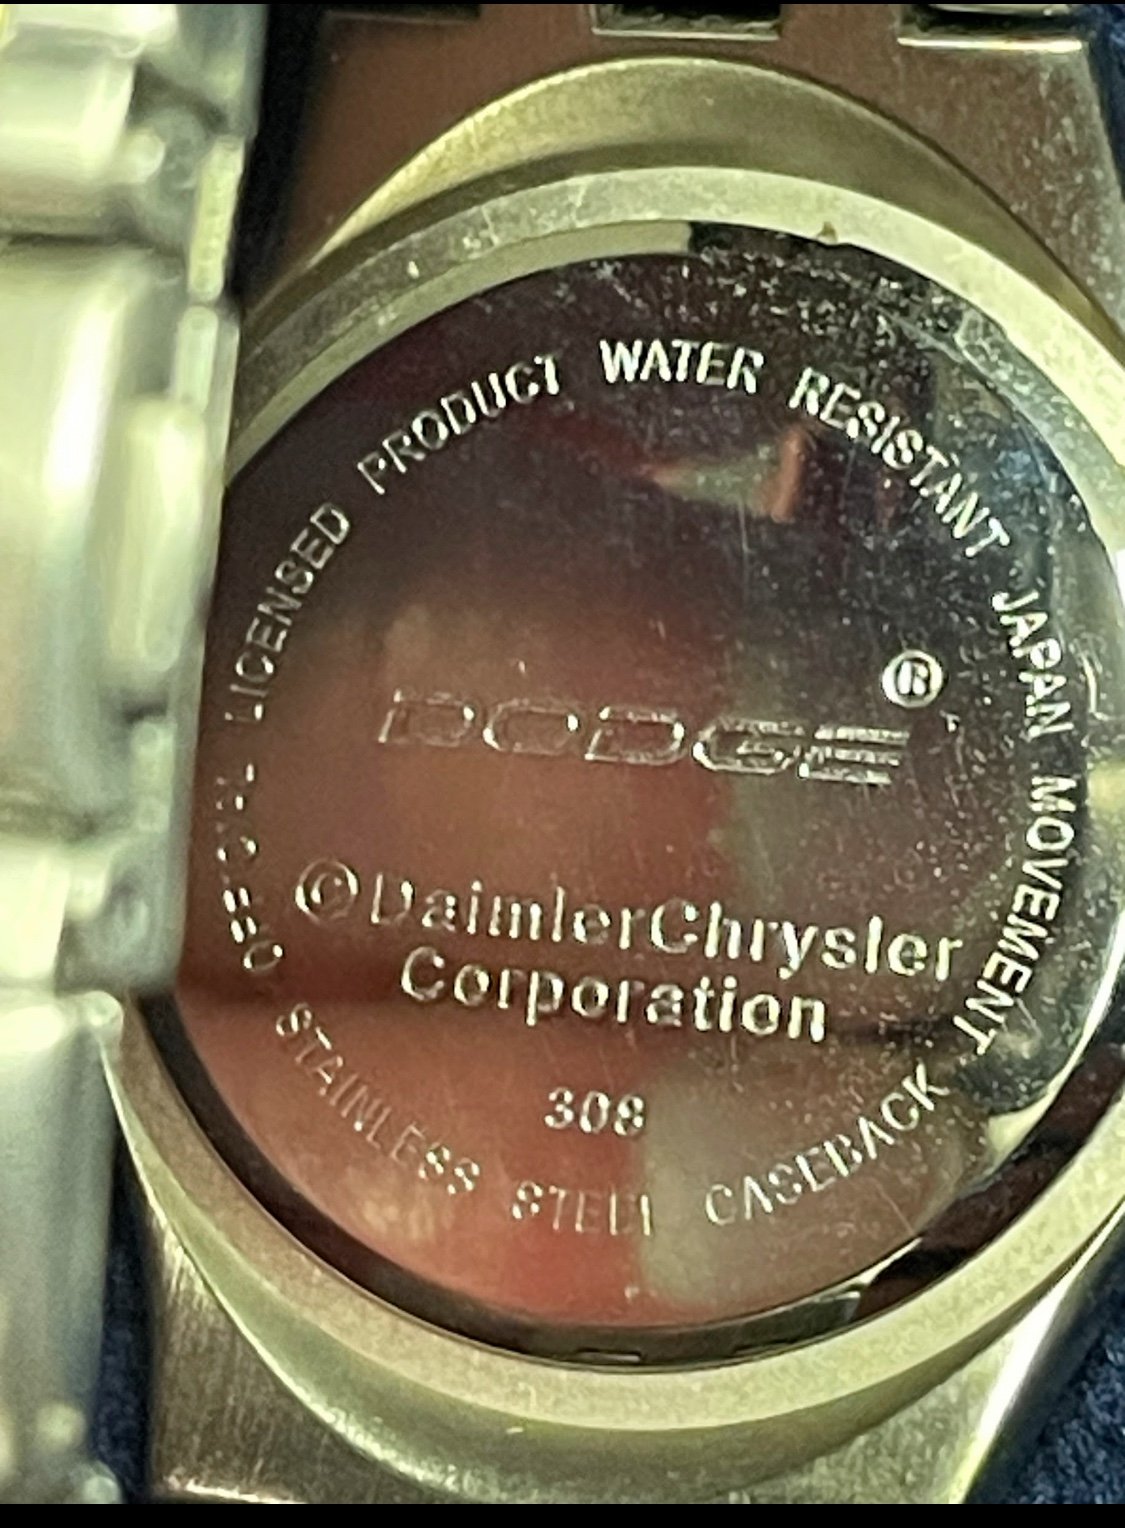 OFFICIAL LICENSED PRODUCT WATER RESISTANT JAPAN MOVEMENT
DODGE®
©DaimlerChrysler
Corporation
308
STAINLESS STEEL CASEBACK